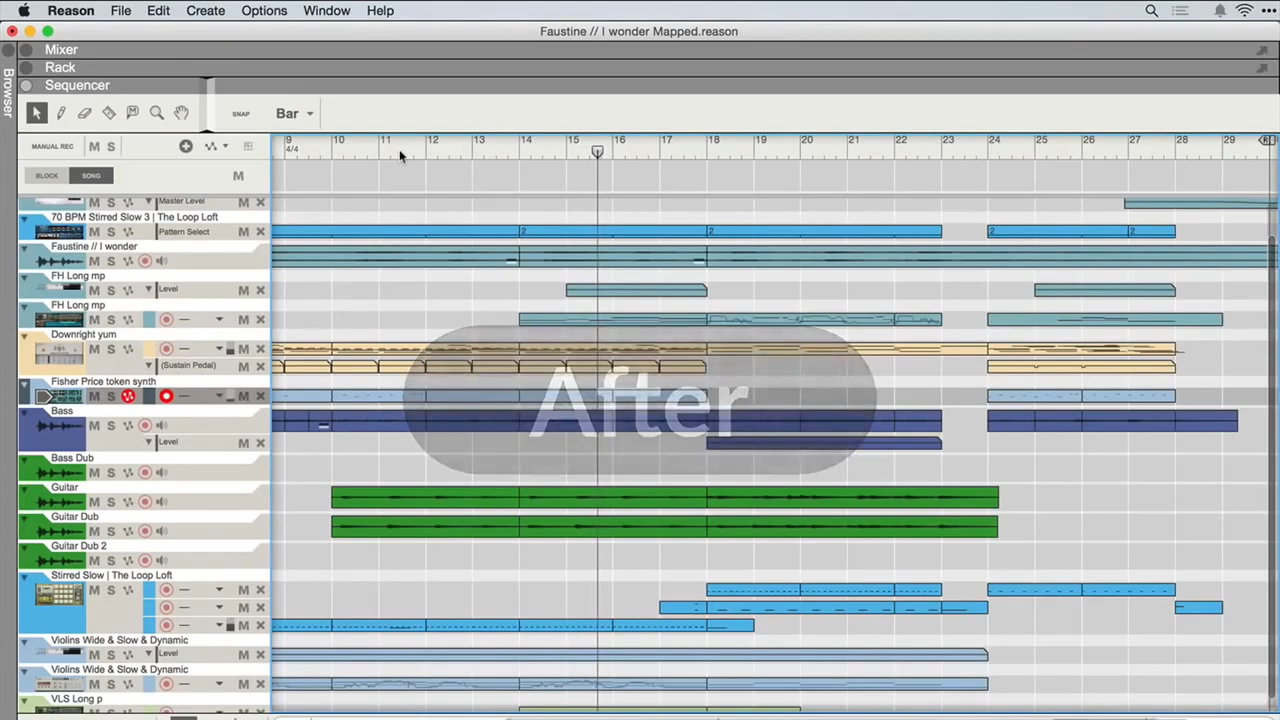 Reason File Edit Create Options Window Help
Faustine // I wonder Mapped.reason
Browser
Mixer
Rack
Sequencer
SNAP Bar
MANUAL REC M S
9 10 11 12 13 14 15 16 17 18 19 20 21 22 23 24 25 26 27 28 29
4/4
BLOCK SONG M
M S Master Level M
70 BPM Stirred Slow 3 | The Loop Loft
M S Pattern Select M 2 2 2 2
Faustine // I wonder
M S
FH Long mp
M S Level M
FH Long mp
M S M
Downright yum
M S M
(Sustain Pedal) M
Fisher Price token synth
M S M
Bass
M S
Level M
Bass Dub
M S
Guitar
M S
Guitar Dub
M S
Guitar Dub 2
M S
Stirred Slow | The Loop Loft
M S M
M
M
Violins Wide & Slow & Dynamic
M S Level M
Violins Wide & Slow & Dynamic
M S M
VLS Long p
After